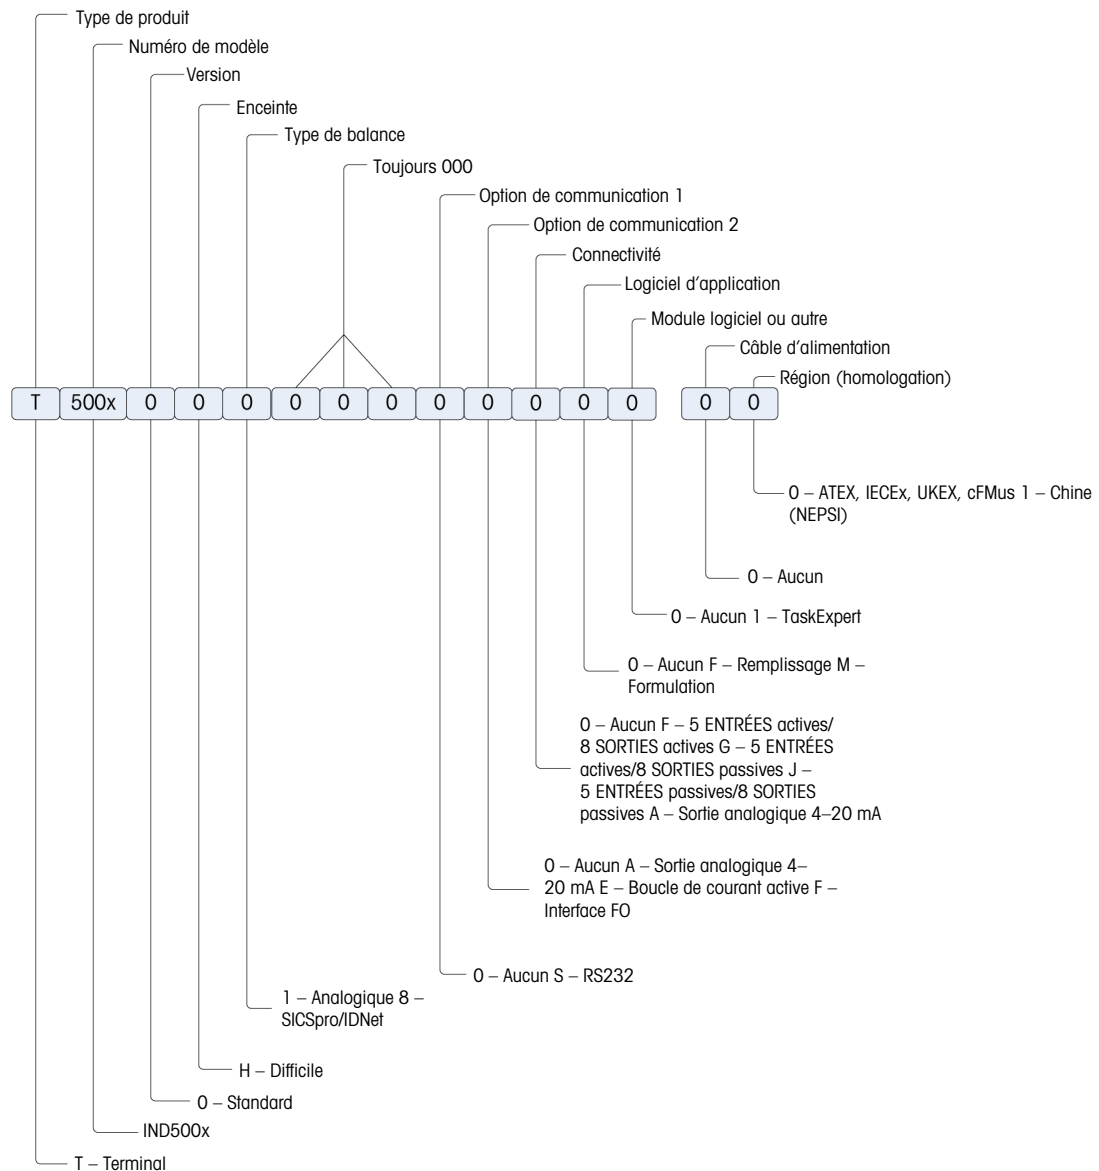 Type de produit
Numéro de modèle
Version
Enceinte
Type de balance
Toujours 000
Option de communication 1
Option de communication 2
Connectivité
Logiciel d'application
Module logiciel ou autre
Câble d'alimentation
Région (homologation)
T 500x 0 0 0 0 0 0 0 0 0 0 0 0 0
0 – ATEX, IECEx, UKEX, cFMus 1 – Chine
(NEPSI)
0 – Aucun
0 – Aucun 1 – TaskExpert
0 – Aucun F – Remplissage M –
Formulation
0 – Aucun F – 5 ENTRÉES actives/
8 SORTIES actives G – 5 ENTRÉES
actives/8 SORTIES passives J –
5 ENTRÉES passives/8 SORTIES
passives A – Sortie analogique 4–20 mA
0 – Aucun A – Sortie analogique 4–
20 mA E – Boucle de courant active F –
Interface FO
0 – Aucun S – RS232
1 – Analogique 8 –
SICSpro/IDNet
H – Difficile
0 – Standard
IND500x
T – Terminal